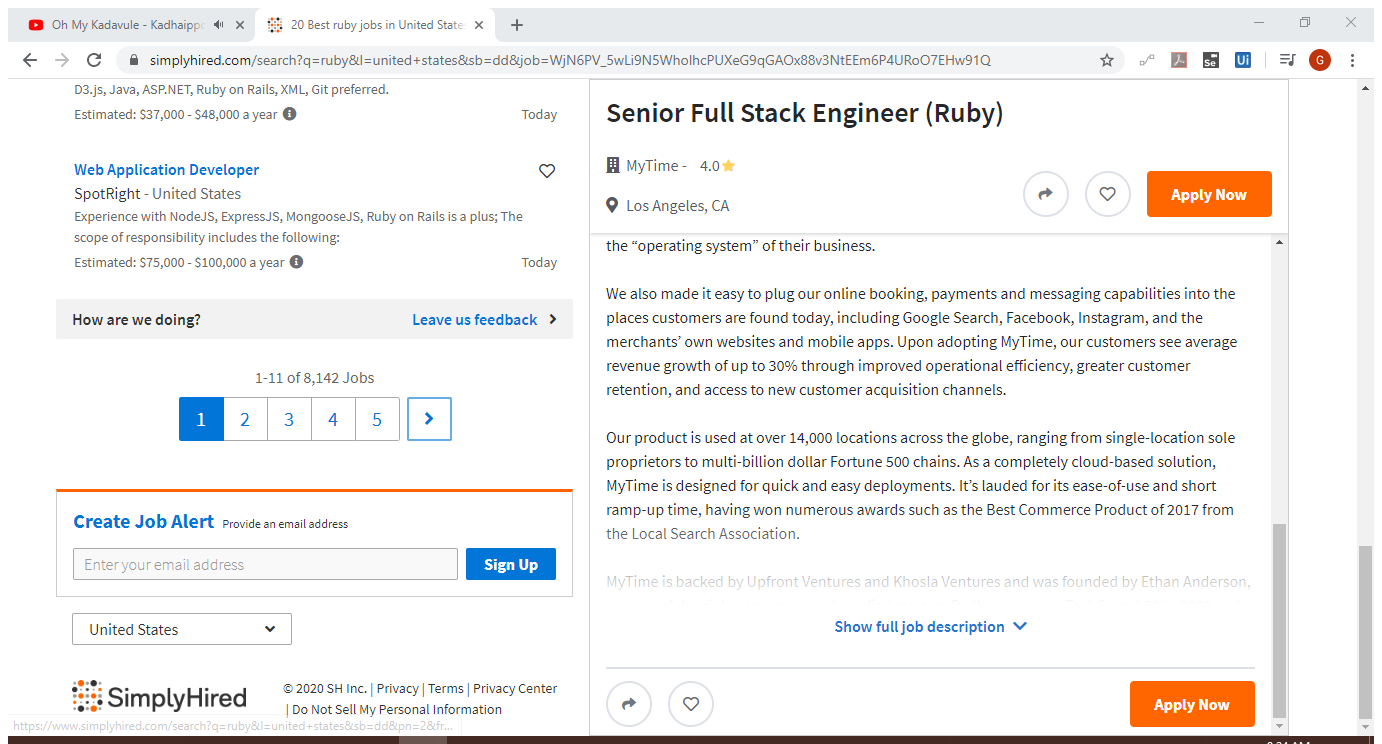 Oh My Kadavule - Kadhaippo
20 Best ruby jobs in United State
simplyhired.com/search?q=ruby&l=united+states&sb=dd&job=WjN6PV_5wLi9N5WhoIhcPUXeG9qGAOx88v3NtEEm6P4URoO7EHw91Q
Se
Ui
G
D3.js, Java, ASP.NET, Ruby on Rails, XML, Git preferred.
Estimated: $37,000 - $48,000 a year
Today
Web Application Developer
SpotRight - United States
Experience with NodeJS, ExpressJS, MongooseJS, Ruby on Rails is a plus; The
scope of responsibility includes the following:
Estimated: $75,000 - $100,000 a year
Today
How are we doing?
Leave us feedback
1-11 of 8,142 Jobs
1 2 3 4 5
Create Job Alert Provide an email address
Enter your email address
Sign Up
United States
SimplyHired
© 2020 SH Inc. | Privacy | Terms | Privacy Center
| Do Not Sell My Personal Information
https://www.simplyhired.com/search?q=ruby&l=united+states&sb=dd&pn=2&fr...
Senior Full Stack Engineer (Ruby)
MyTime - 4.0
Los Angeles, CA
Apply Now
the “operating system” of their business.
We also made it easy to plug our online booking, payments and messaging capabilities into the
places customers are found today, including Google Search, Facebook, Instagram, and the
merchants’ own websites and mobile apps. Upon adopting MyTime, our customers see average
revenue growth of up to 30% through improved operational efficiency, greater customer
retention, and access to new customer acquisition channels.
Our product is used at over 14,000 locations across the globe, ranging from single-location sole
proprietors to multi-billion dollar Fortune 500 chains. As a completely cloud-based solution,
MyTime is designed for quick and easy deployments. It’s lauded for its ease-of-use and short
ramp-up time, having won numerous awards such as the Best Commerce Product of 2017 from
the Local Search Association.
MyTime is backed by Upfront Ventures and Khosla Ventures and was founded by Ethan Anderson,
Show full job description
Apply Now